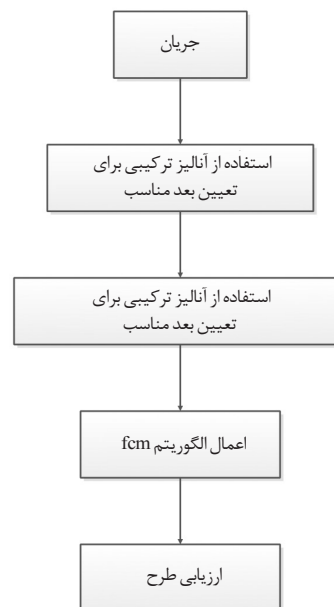 جریان
استفاده از آنالیز ترکیبی برای
تعیین بعد مناسب
استفاده از آنالیز ترکیبی برای
تعیین بعد مناسب
اعمال الگوریتم fcm
ارزیابی طرح